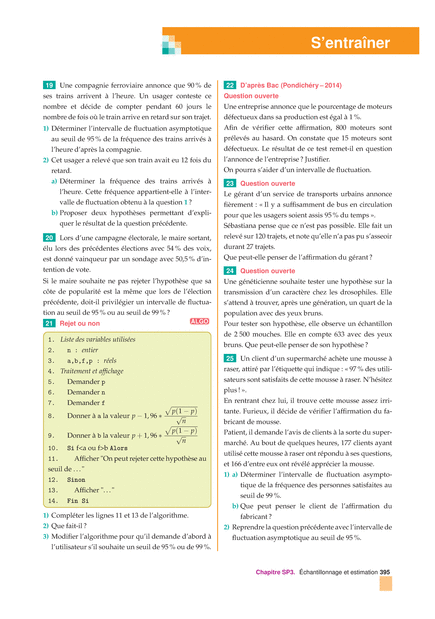 S'entraîner
19 Une compagnie ferroviaire annonce que 90 % de
ses trains arrivent à l'heure. Un usager conteste ce
nombre et décide de compter pendant 60 jours le
nombre de fois où le train arrive en retard sur son trajet.
1) Déterminer l'intervalle de fluctuation asymptotique
au seuil de 95 % de la fréquence des trains arrivés à
l'heure d'après la compagnie.
2) Cet usager a relevé que son train avait eu 12 fois du
retard.
a) Déterminer la fréquence des trains arrivés à
l'heure. Cette fréquence appartient-elle à l'inter-
valle de fluctuation obtenu à la question 1 ?
b) Proposer deux hypothèses permettant d'expli-
quer le résultat de la question précédente.
20 Lors d'une campagne électorale, le maire sortant,
élu lors des précédentes élections avec 54 % des voix,
est donné vainqueur par un sondage avec 50,5 % d'in-
tention de vote.
Si le maire souhaite ne pas rejeter l'hypothèse que sa
côte de popularité est la même que lors de l'élection
précédente, doit-il privilégier un intervalle de fluctua-
tion au seuil de 95 % ou au seuil de 99 % ?
21 Rejet ou non ALGO
1. Liste des variables utilisées
2. n : entier
3. a,b,f,p : réels
4. Traitement et affichage
5. Demander p
6. Demander n
7. Demander f
8. Donner à a la valeur p − 1,96 * √p(1 − p) / √n
9. Donner à b la valeur p + 1,96 * √p(1 − p) / √n
10. Si f<a ou f>b Alors
11. Afficher "On peut rejeter cette hypothèse au
seuil de ..."
12. Sinon
13. Afficher "..."
14. Fin Si
1) Compléter les lignes 11 et 13 de l'algorithme.
2) Que fait-il ?
3) Modifier l'algorithme pour qu'il demande d'abord à
l'utilisateur s'il souhaite un seuil de 95 % ou de 99 %.
22 D'après Bac (Pondichéry – 2014)
Question ouverte
Une entreprise annonce que le pourcentage de moteurs
défectueux dans sa production est égal à 1 %.
Afin de vérifier cette affirmation, 800 moteurs sont
prélevés au hasard. On constate que 15 moteurs sont
défectueux. Le résultat de ce test remet-il en question
l'annonce de l'entreprise ? Justifier.
On pourra s'aider d'un intervalle de fluctuation.
23 Question ouverte
Le gérant d'un service de transports urbains annonce
fièrement : « Il y a suffisamment de bus en circulation
pour que les usagers soient assis 95 % du temps ».
Sébastiana pense que ce n'est pas possible. Elle fait un
relevé sur 120 trajets, et note qu'elle n'a pas pu s'asseoir
durant 27 trajets.
Que peut-elle penser de l'affirmation du gérant ?
24 Question ouverte
Une généticienne souhaite tester une hypothèse sur la
transmission d'un caractère chez les drosophiles. Elle
s'attend à trouver, après une génération, un quart de la
population avec des yeux bruns.
Pour tester son hypothèse, elle observe un échantillon
de 2 500 mouches. Elle en compte 633 avec des yeux
bruns. Que peut-elle penser de son hypothèse ?
25 Un client d'un supermarché achète une mousse à
raser, attiré par l'étiquette qui indique : « 97 % des utili-
sateurs sont satisfaits de cette mousse à raser. N'hésitez
plus ! ».
En rentrant chez lui, il trouve cette mousse assez irri-
tante. Furieux, il décide de vérifier l'affirmation du fa-
bricant de mousse.
Patient, il demande l'avis de clients à la sorte du super-
marché. Au bout de quelques heures, 177 clients ayant
utilisé cette mousse à raser ont répondu à ses questions,
et 166 d'entre eux ont révélé apprécier la mousse.
1) a) Déterminer l'intervalle de fluctuation asympto-
tique de la fréquence des personnes satisfaites au
seuil de 99 %.
b) Que peut penser le client de l'affirmation du
fabricant ?
2) Reprendre la question précédente avec l'intervalle de
fluctuation asymptotique au seuil de 95 %.
Chapitre SP3. Échantillonnage et estimation 395